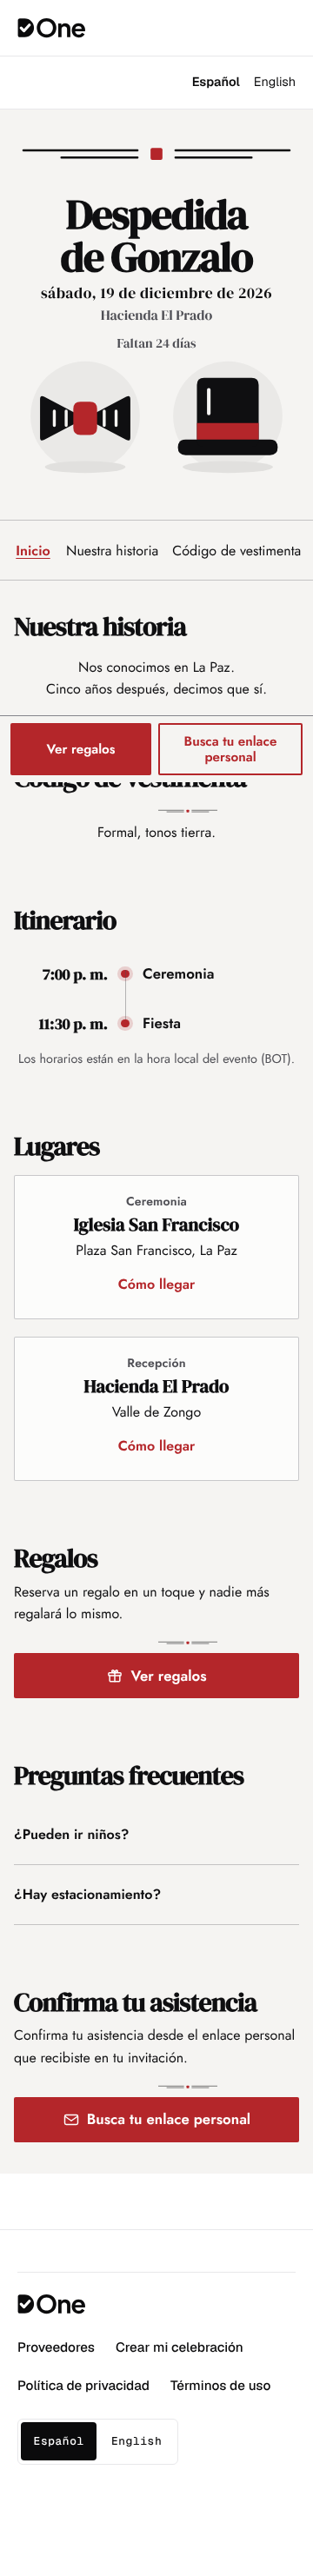 One
Español English
Despedida
de Gonzalo
sábado, 19 de diciembre de 2026
Hacienda El Prado
Faltan 24 días
Inicio Nuestra historia Código de vestimenta
Nuestra historia
Nos conocimos en La Paz.
Cinco años después, decimos que sí.
Ver regalos
Busca tu enlace
personal
Código de vestimenta
Formal, tonos tierra.
Itinerario
7:00 p. m. Ceremonia
11:30 p. m. Fiesta
Los horarios están en la hora local del evento (BOT).
Lugares
Ceremonia
Iglesia San Francisco
Plaza San Francisco, La Paz
Cómo llegar
Recepción
Hacienda El Prado
Valle de Zongo
Cómo llegar
Regalos
Reserva un regalo en un toque y nadie más
regalará lo mismo.
Ver regalos
Preguntas frecuentes
¿Pueden ir niños?
¿Hay estacionamiento?
Confirma tu asistencia
Confirma tu asistencia desde el enlace personal
que recibiste en tu invitación.
Busca tu enlace personal
One
Proveedores Crear mi celebración
Política de privacidad Términos de uso
Español English